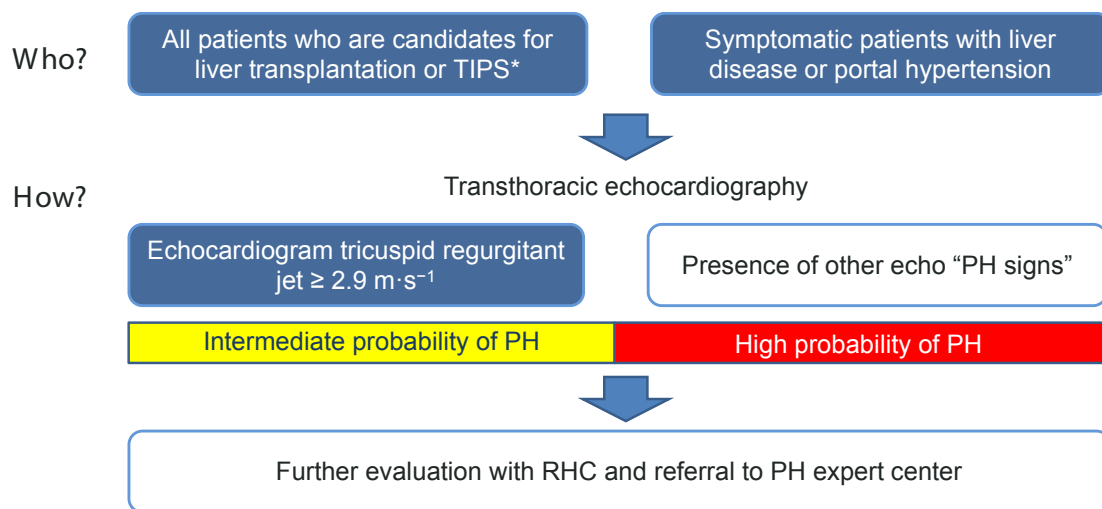 Who?
All patients who are candidates for
liver transplantation or TIPS*
Symptomatic patients with liver
disease or portal hypertension
How?
Transthoracic echocardiography
Echocardiogram tricuspid regurgitant
jet ≥ 2.9 m·s⁻¹
Presence of other echo “PH signs”
Intermediate probability of PH
High probability of PH
Further evaluation with RHC and referral to PH expert center